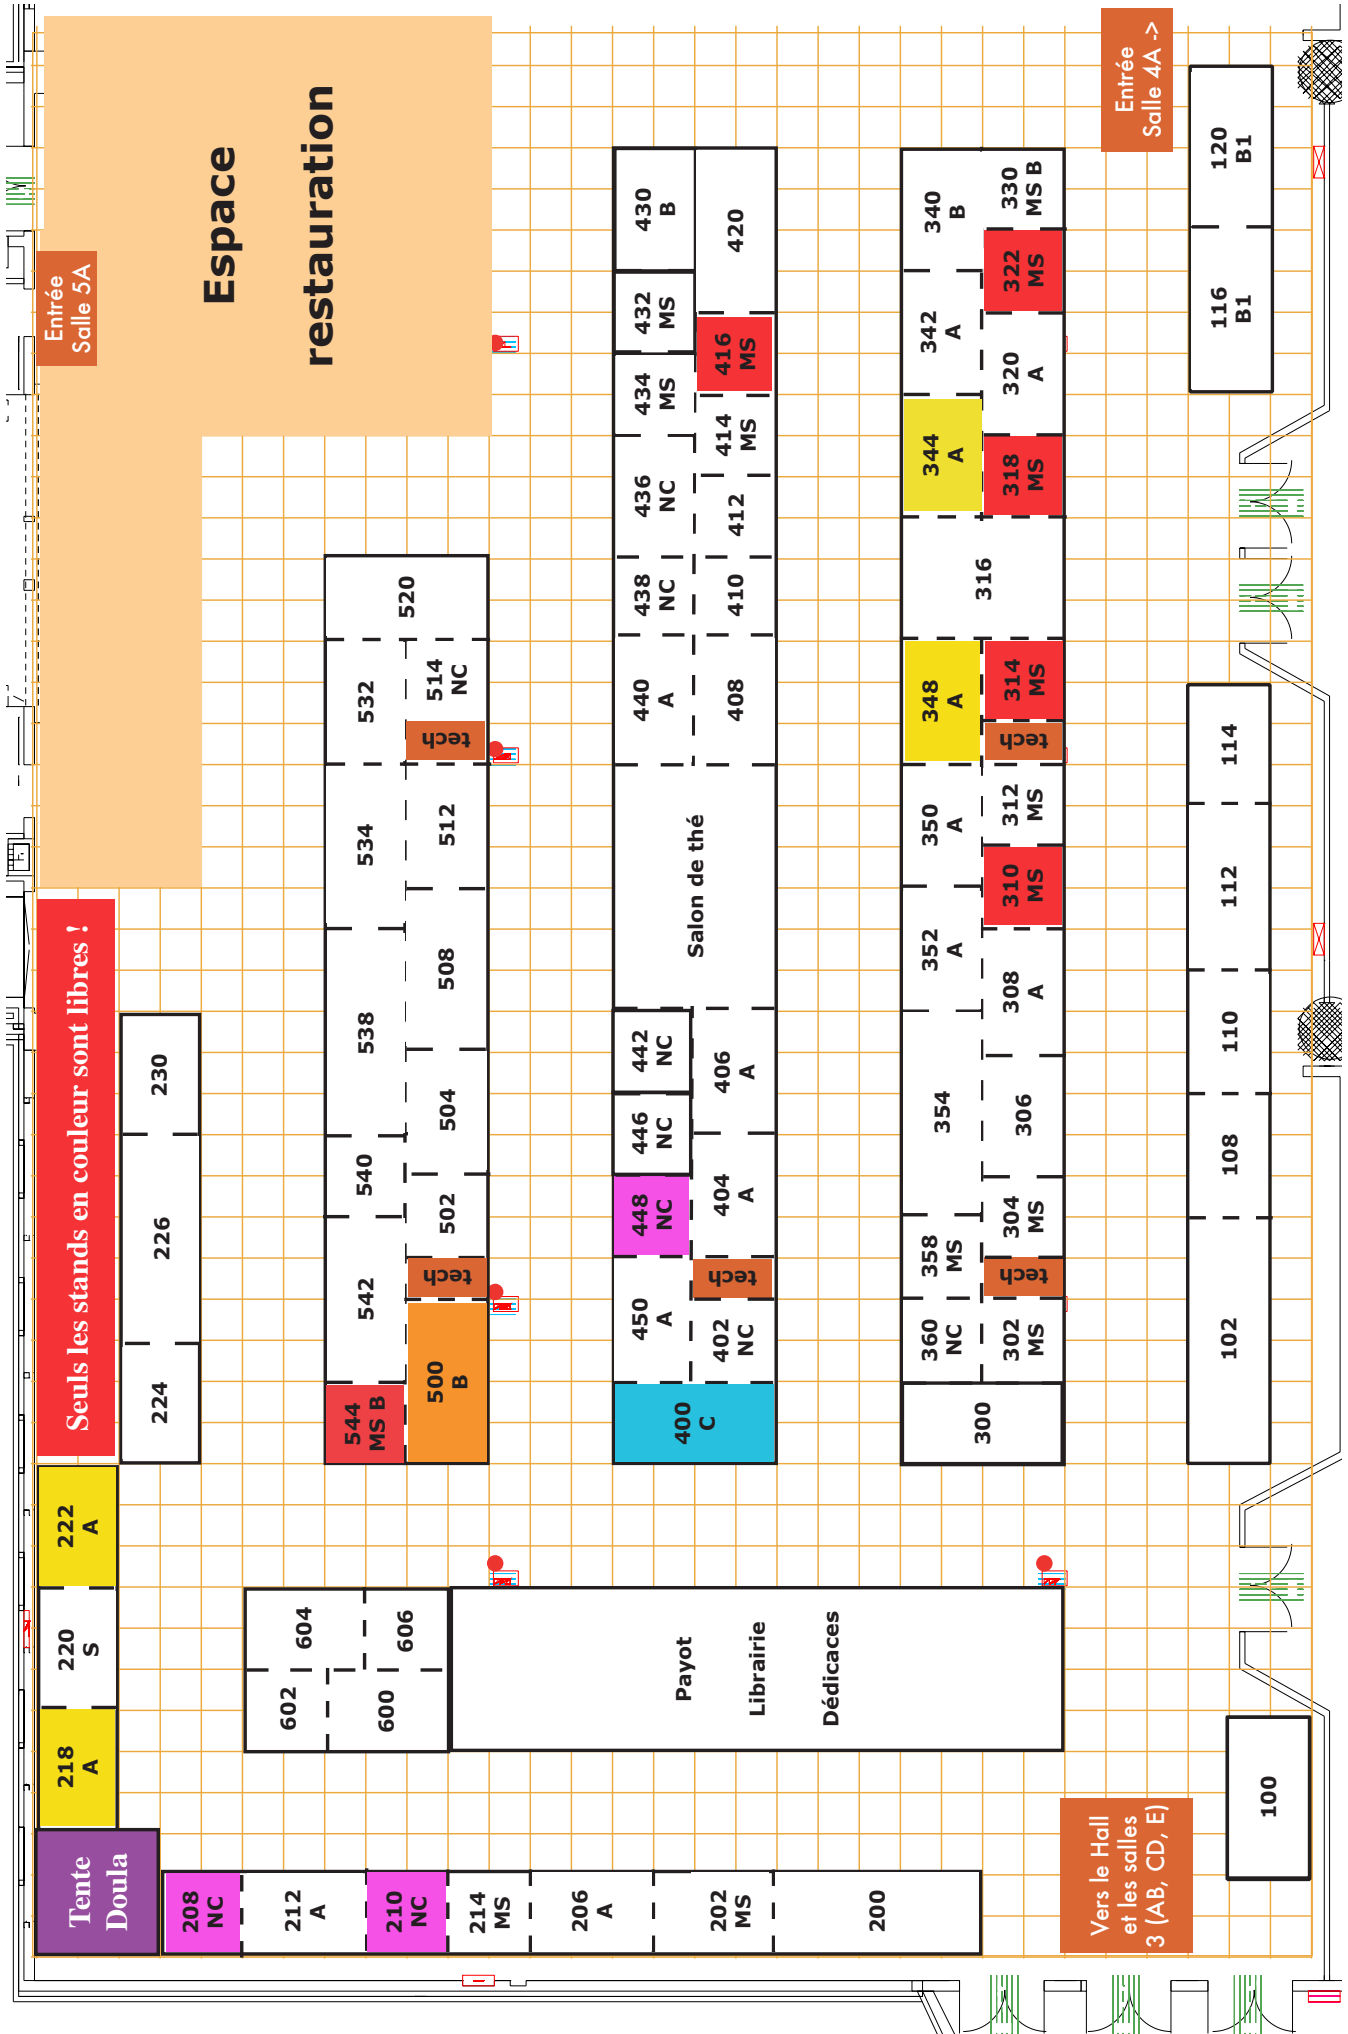 Entrée
Salle 5A
Espace
restauration
Entrée
Salle 4A ->
Seuls les stands en couleur sont libres !
Tente
Doula
218
A
220
S
222
A
224
226
230
208
NC
212
A
210
NC
214
MS
206
A
202
MS
200
602
604
600
606
Payot
Librairie
Dédicaces
544
MS B
542
540
538
534
532
520
500
B
tech
502
504
508
512
tech
514
NC
400
C
450
A
448
NC
446
NC
442
NC
Salon de thé
440
A
438
NC
436
NC
434
MS
432
MS
430
B
402
NC
tech
404
A
406
A
408
410
412
414
MS
416
MS
420
300
360
NC
358
MS
354
352
A
350
A
348
A
316
344
A
342
A
340
B
302
MS
tech
304
MS
306
308
A
310
MS
312
MS
tech
314
MS
318
MS
320
A
322
MS
330
MS B
Vers le Hall
et les salles
3 (AB, CD, E)
100
102
108
110
112
114
116
B1
120
B1